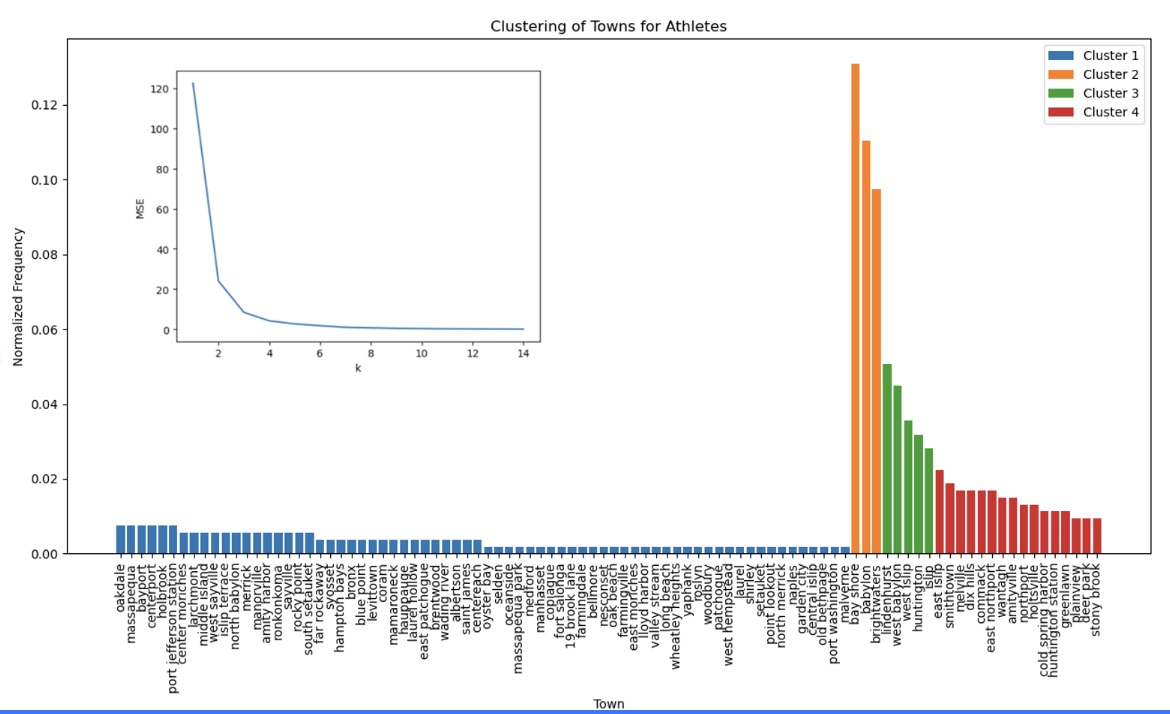 Clustering of Towns for Athletes
Cluster 1
Cluster 2
Cluster 3
Cluster 4
Normalized Frequency
0.12
0.10
0.08
0.06
0.04
0.02
0.00
MSE
120
100
80
60
40
20
0
2 4 6 8 10 12 14
k
oakdale
massapequa
bayport
centerport
holbrook
port jefferson station
center moriches
larchmont
middle island
west sayville
islip terrace
north babylon
merrick
manorville
amity harbor
ronkonkoma
sayville
rocky point
south setauket
far rockaway
syosset
hampton bays
bronx
blue point
levittown
coram
mamaroneck
hauppauge
laurel hollow
east patchogue
brentwood
wading river
albertson
saint james
centereach
oyster bay
selden
oceanside
massapequa park
medford
manhasset
copiague
fort salonga
19 brook lane
farmingdale
bellmore
nesconset
oak beach
farmingville
east moriches
lloyd harbor
valley stream
long beach
wheatley heights
yaphank
roslyn
woodbury
patchogue
west hempstead
laurel
shirley
setauket
point lookout
north merrick
naples
garden city
central islip
old bethpage
port washington
malverne
bay shore
babylon
brightwaters
lindenhurst
west babylon
west islip
huntington
islip
east islip
smithtown
melville
dix hills
commack
east northport
wantagh
amityville
northport
holtsville
cold spring harbor
huntington station
greenlawn
plainview
deer park
stony brook
Town